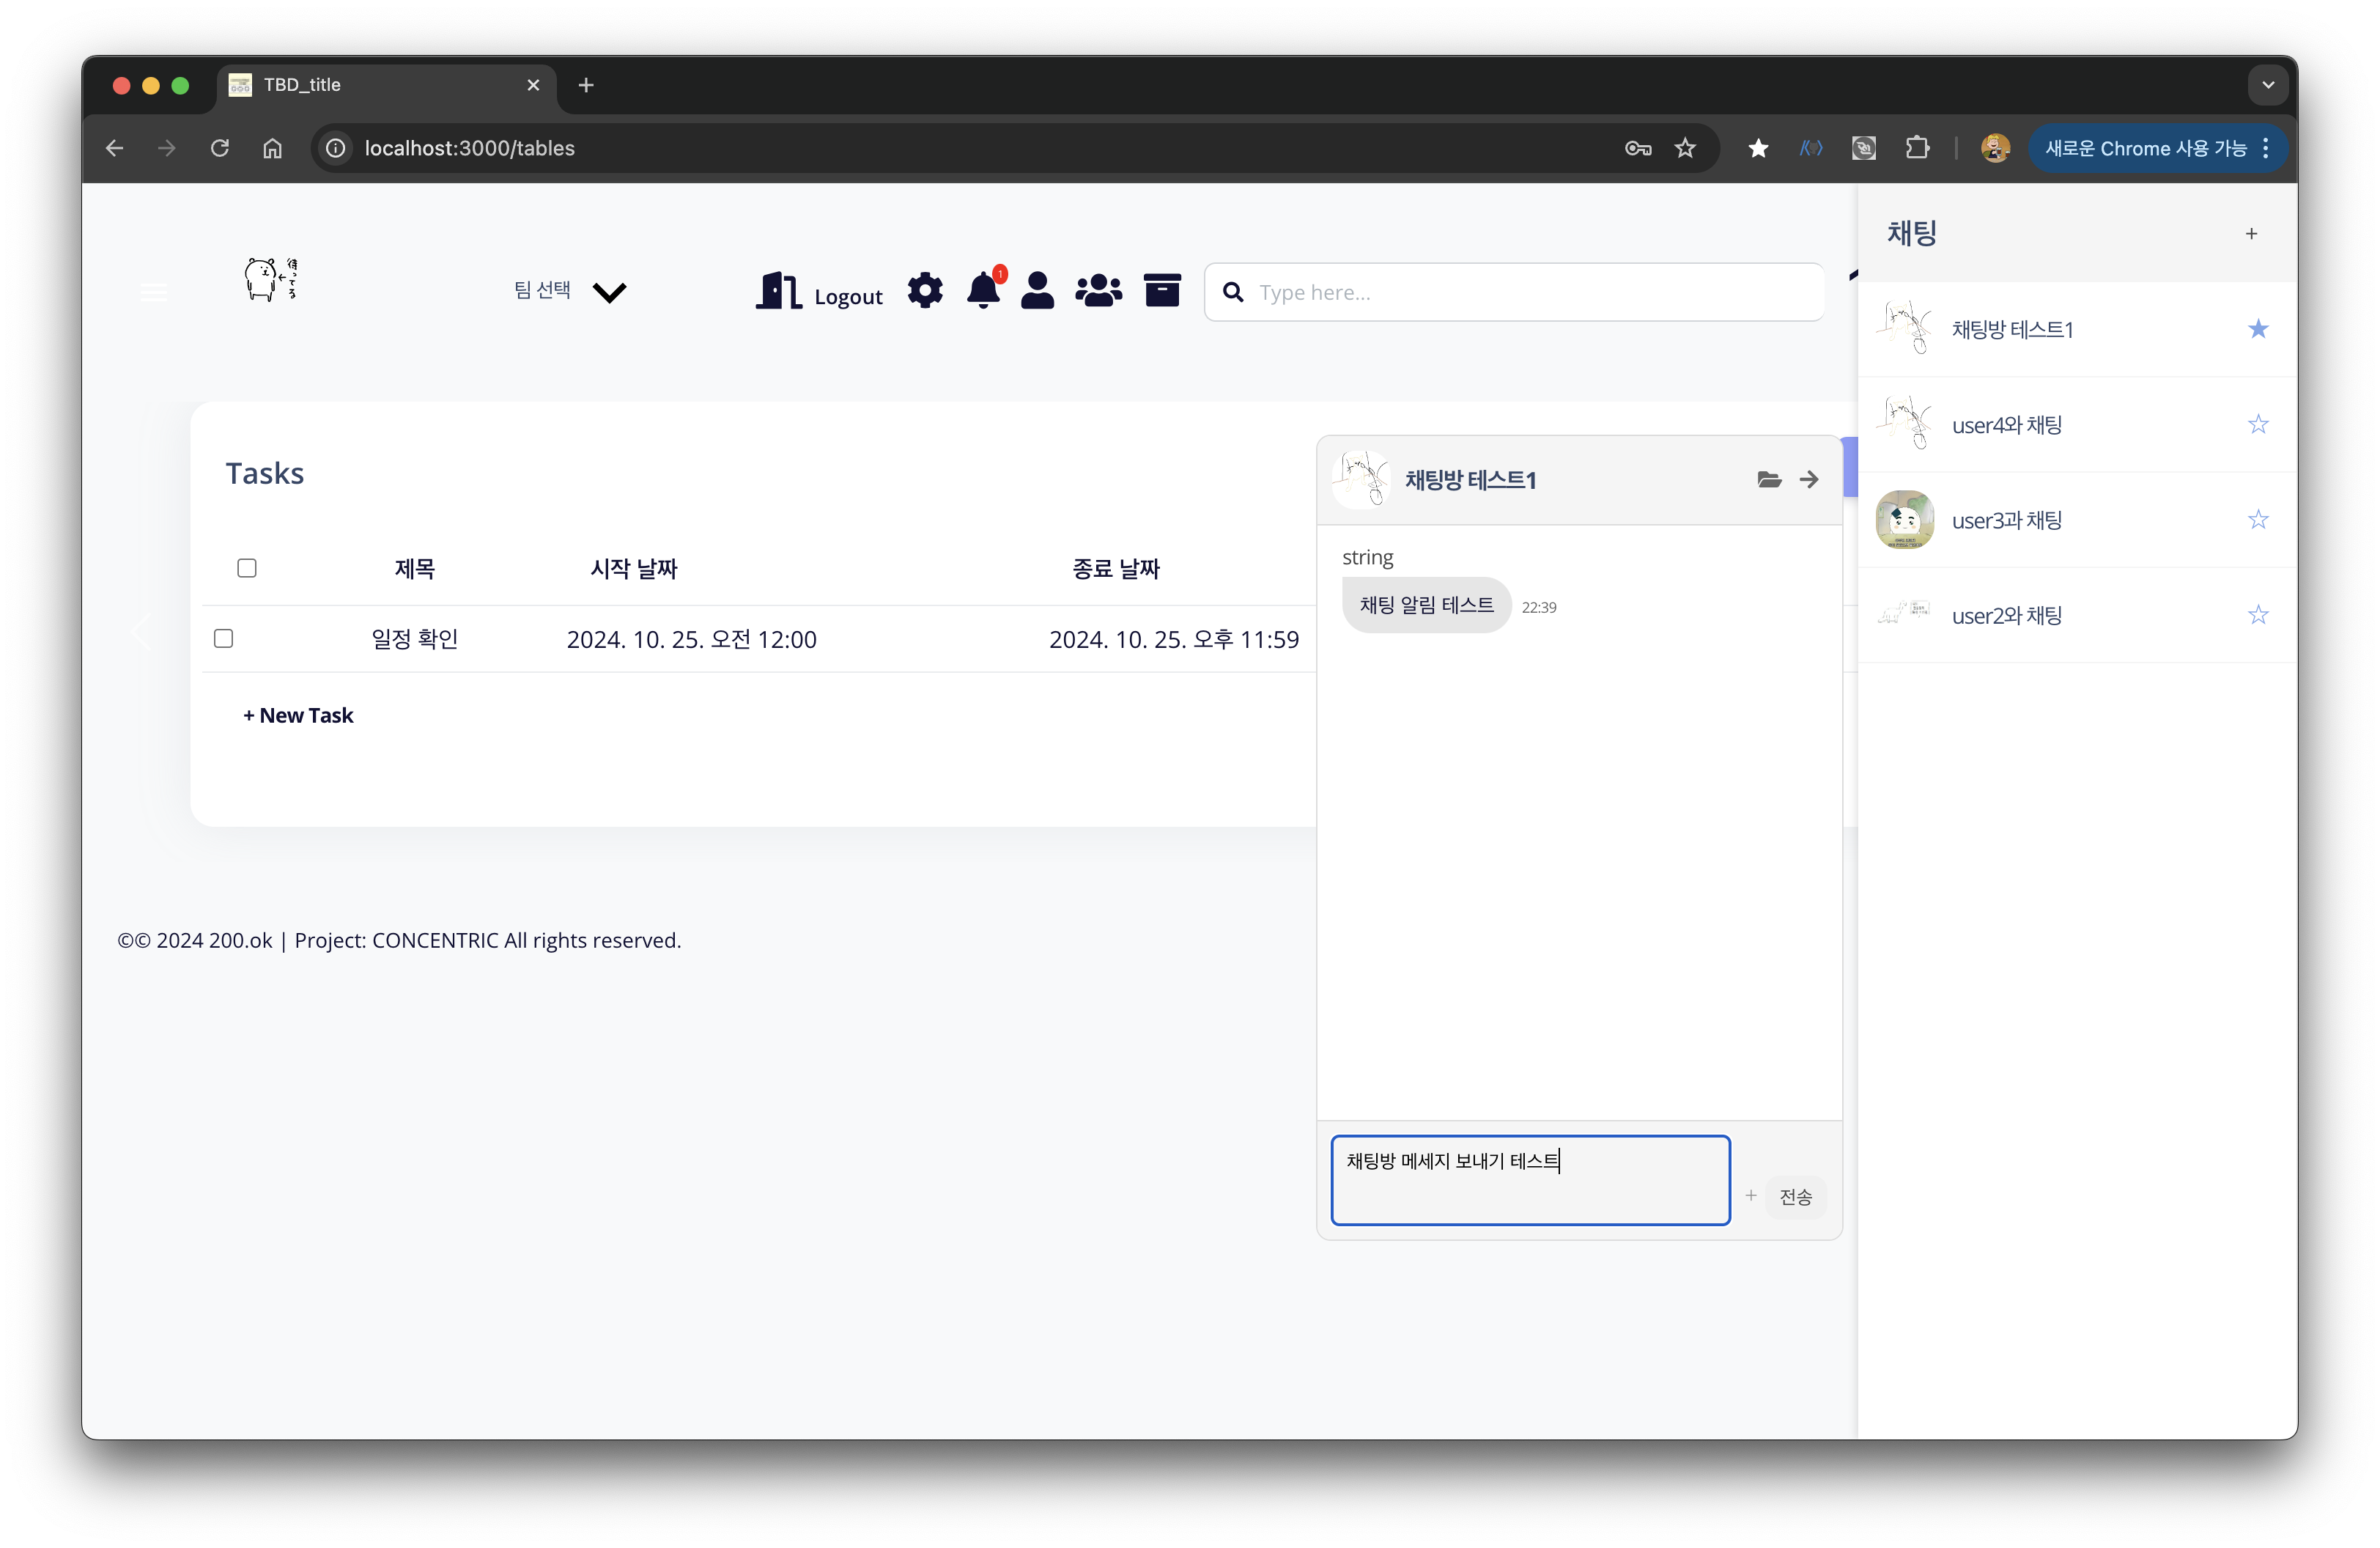 TBD_title
localhost:3000/tables
새로운 Chrome 사용 가능
待ってる
팀 선택
Logout
1
Type here...
Tasks
제목 시작 날짜 종료 날짜
일정 확인 2024. 10. 25. 오전 12:00 2024. 10. 25. 오후 11:59
+ New Task
©© 2024 200.ok | Project: CONCENTRIC All rights reserved.
채팅방 테스트1
string
채팅 알림 테스트 22:39
채팅방 메세지 보내기 테스트
+ 전송
채팅 +
채팅방 테스트1
user4와 채팅
user3과 채팅
user2와 채팅